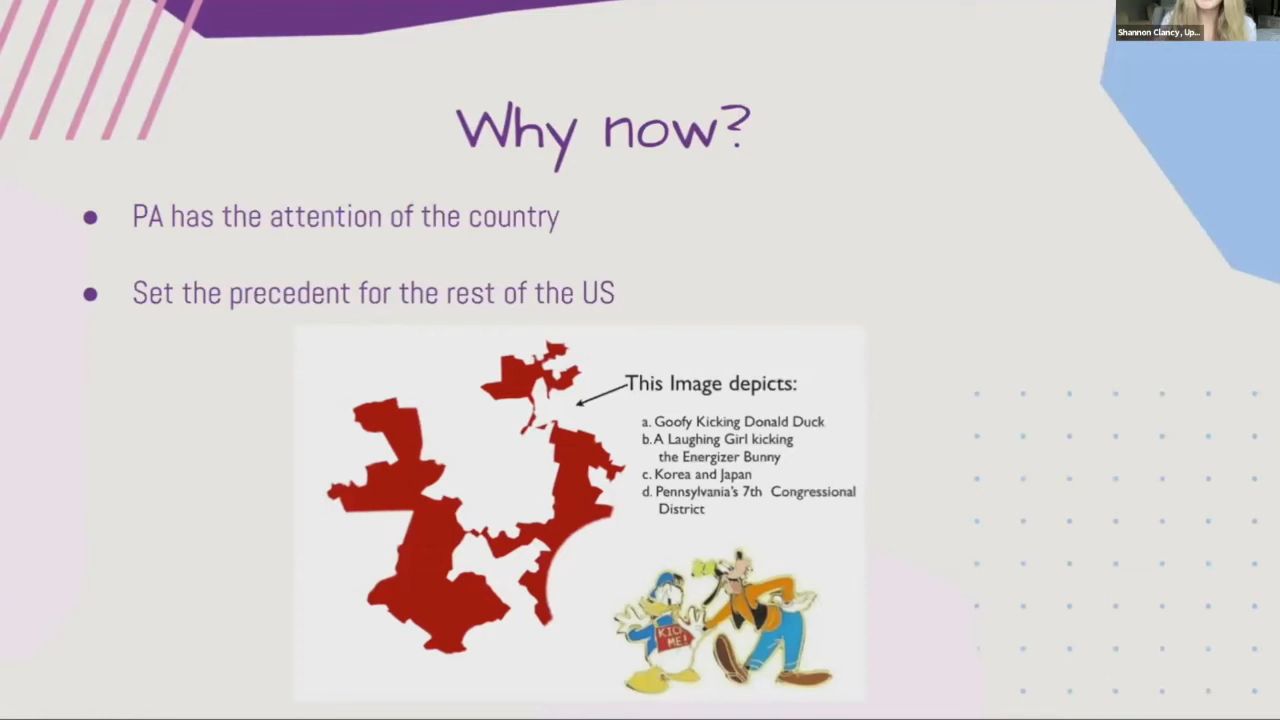 Shannon Clancy, Up...
Why now?
● PA has the attention of the country
● Set the precedent for the rest of the US
This Image depicts:
a. Goofy Kicking Donald Duck
b. A Laughing Girl kicking
the Energizer Bunny
c. Korea and Japan
d. Pennsylvania's 7th Congressional
District
KICK
ME!